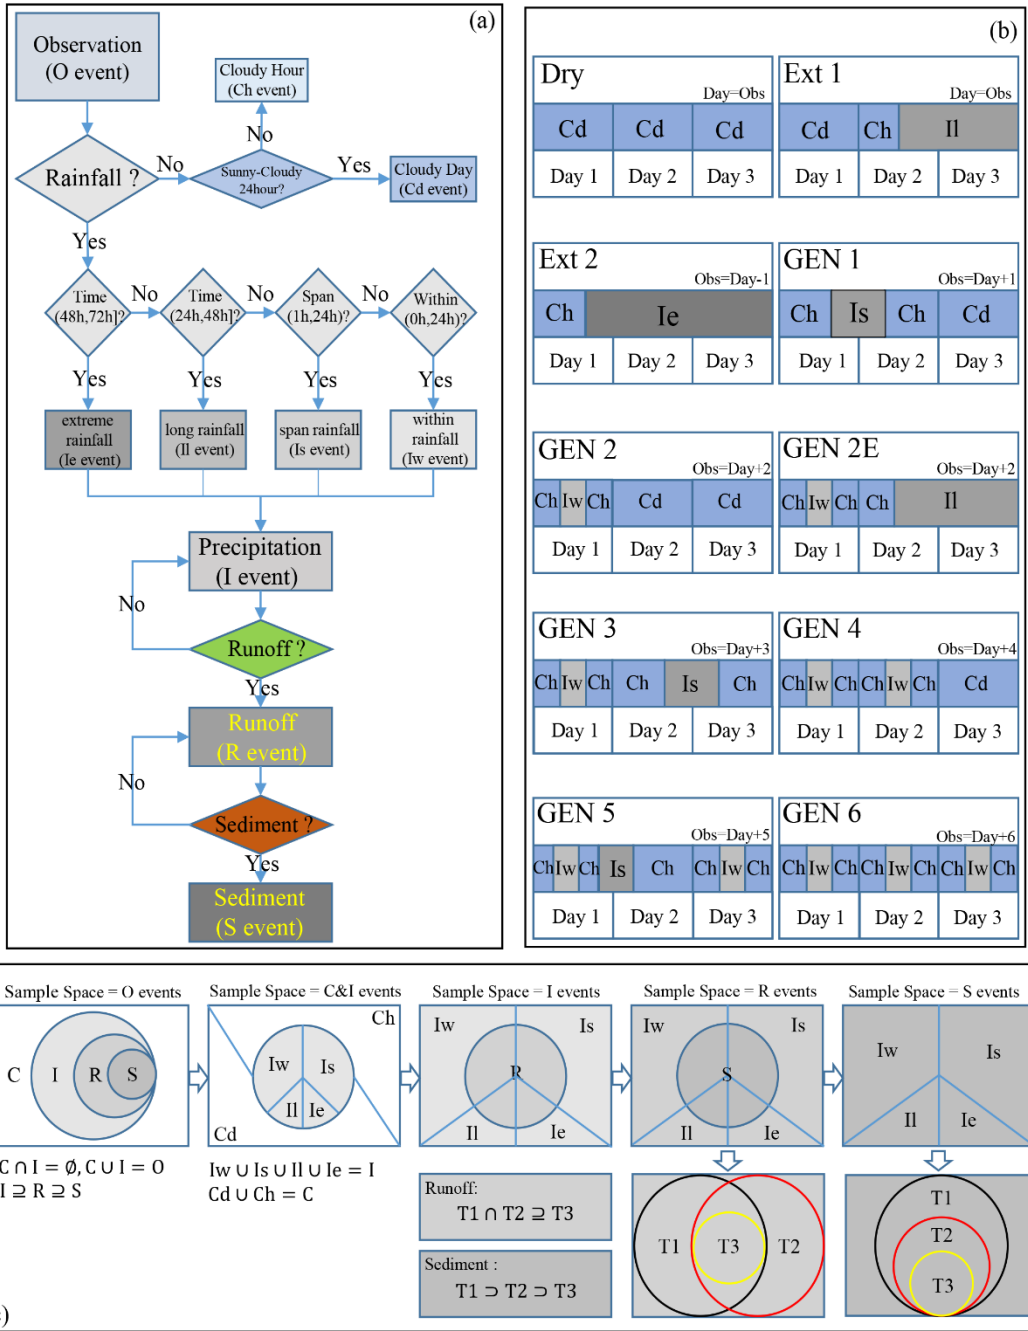 (a)
Observation
(O event)
Cloudy Hour
(Ch event)
No
Rainfall ?
No
Sunny-Cloudy
24hour?
Yes
Cloudy Day
(Cd event)
Yes
Time
(48h,72h]?
No
Time
(24h,48h]?
No
Span
(1h,24h)?
No
Within
(0h,24h)?
Yes
Yes
Yes
Yes
extreme
rainfall
(Ie event)
long rainfall
(Il event)
span rainfall
(Is event)
within
rainfall
(Iw event)
Precipitation
(I event)
No
Runoff ?
Yes
Runoff
(R event)
No
Sediment ?
Yes
Sediment
(S event)
(b)
Dry
Day=Obs
Cd Cd Cd
Day 1 Day 2 Day 3
Ext 1
Day=Obs
Cd Ch Il
Day 1 Day 2 Day 3
Ext 2
Obs=Day-1
Ch Ie
Day 1 Day 2 Day 3
GEN 1
Obs=Day+1
Ch Is Ch Cd
Day 1 Day 2 Day 3
GEN 2
Obs=Day+2
Ch Iw Ch Cd Cd
Day 1 Day 2 Day 3
GEN 2E
Obs=Day+2
Ch Iw Ch Ch Il
Day 1 Day 2 Day 3
GEN 3
Obs=Day+3
Ch Iw Ch Ch Is Ch
Day 1 Day 2 Day 3
GEN 4
Obs=Day+4
Ch Iw Ch Ch Iw Ch Cd
Day 1 Day 2 Day 3
GEN 5
Obs=Day+5
Ch Iw Ch Is Ch Ch Iw Ch
Day 1 Day 2 Day 3
GEN 6
Obs=Day+6
Ch Iw Ch Ch Iw Ch Ch Iw Ch
Day 1 Day 2 Day 3
Sample Space = O events
C I R S
C ∩ I = ∅, C ∪ I = O
I ⊇ R ⊇ S
Sample Space = C&I events
Ch
Iw Is
Il Ie
Cd
Iw ∪ Is ∪ Il ∪ Ie = I
Cd ∪ Ch = C
Sample Space = I events
Iw Is
R
Il Ie
Sample Space = R events
Iw Is
S
Il Ie
Sample Space = S events
Iw Is
Il Ie
Runoff:
T1 ∩ T2 ⊇ T3
Sediment :
T1 ⊃ T2 ⊃ T3
T1 T3 T2
T1
T2
T3